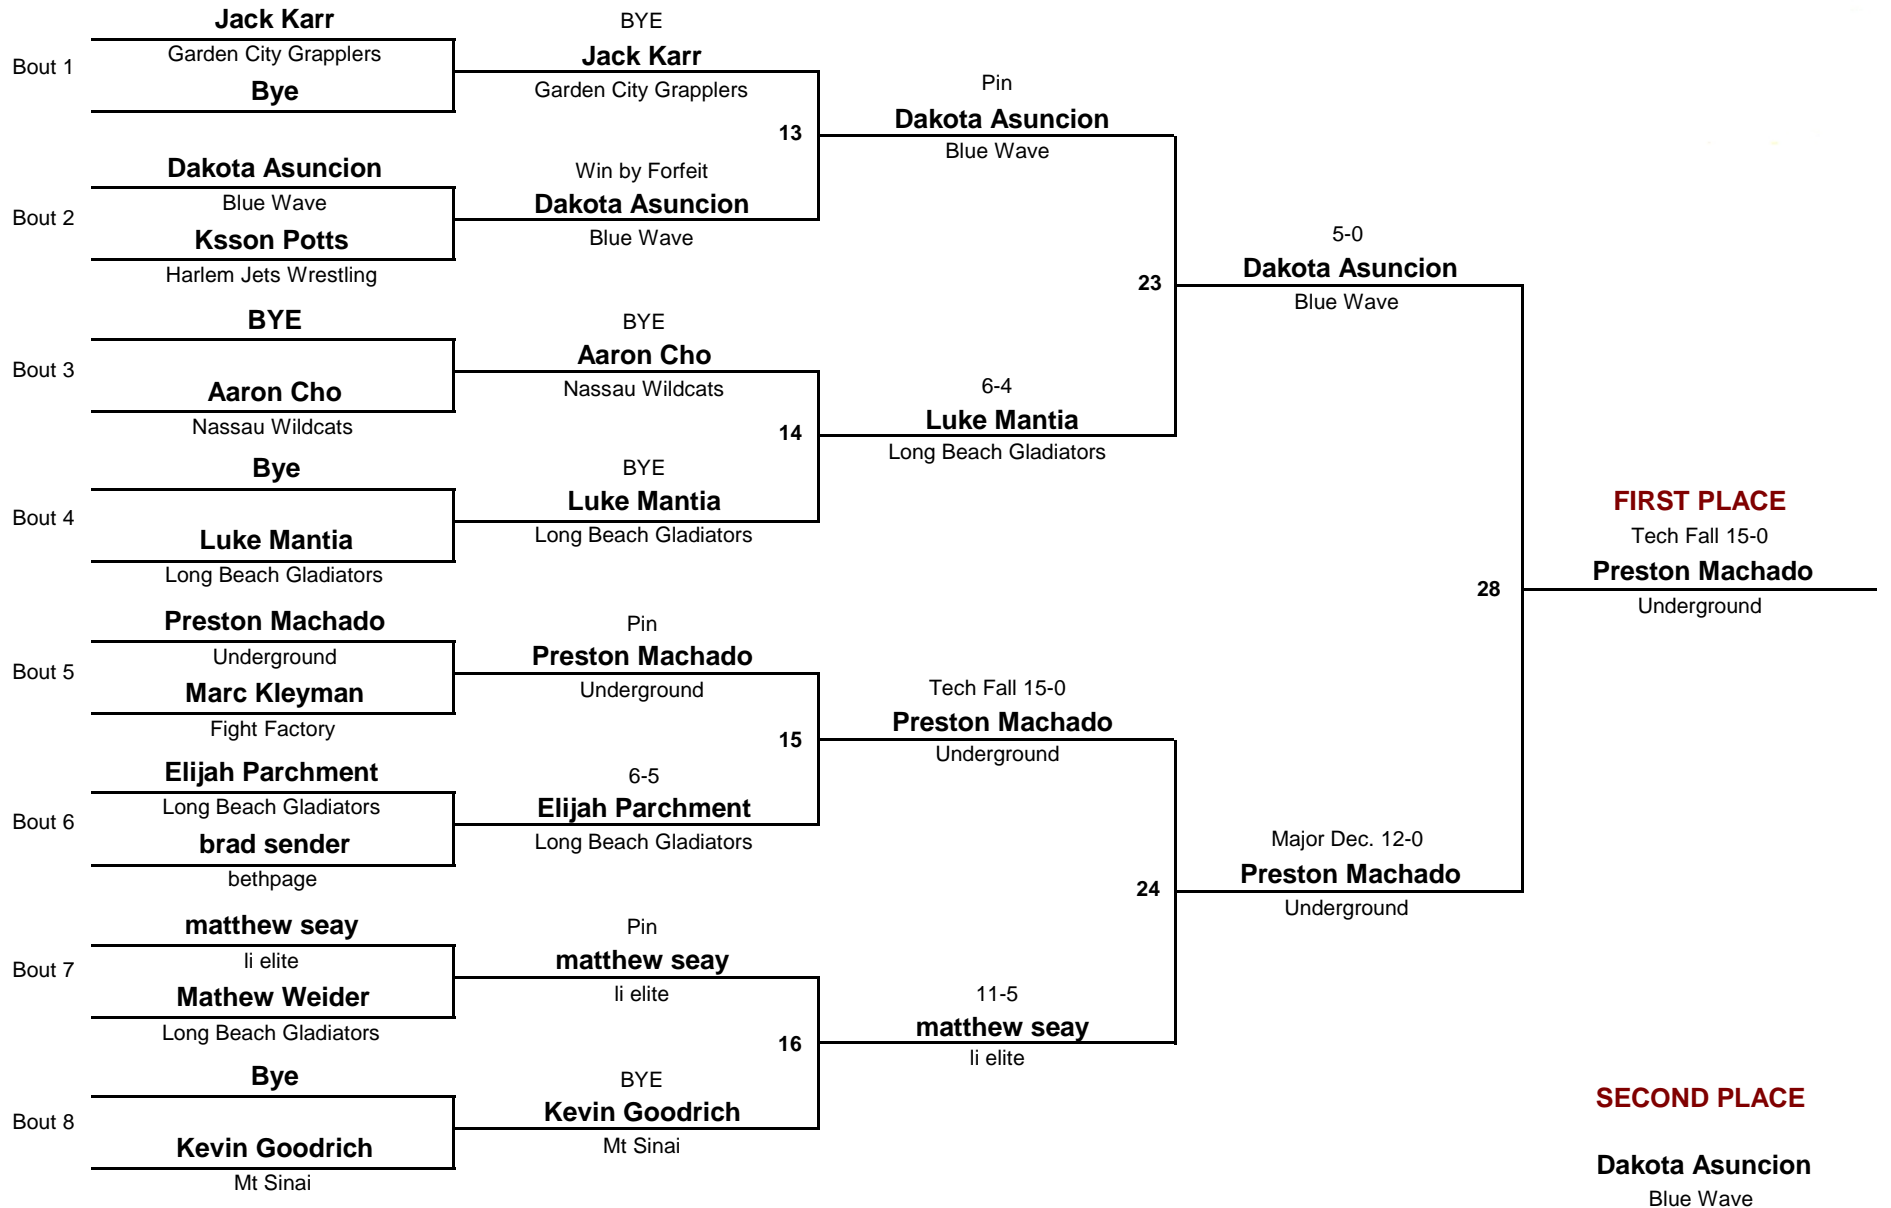 Jack Karr
Bout 1
Garden City Grapplers
Bye
Dakota Asuncion
Bout 2
Blue Wave
Ksson Potts
Harlem Jets Wrestling
BYE
Bout 3
Aaron Cho
Nassau Wildcats
Bye
Bout 4
Luke Mantia
Long Beach Gladiators
Preston Machado
Bout 5
Underground
Marc Kleyman
Fight Factory
Elijah Parchment
Bout 6
Long Beach Gladiators
brad sender
bethpage
matthew seay
Bout 7
li elite
Mathew Weider
Long Beach Gladiators
Bye
Bout 8
Kevin Goodrich
Mt Sinai
BYE
Jack Karr
Garden City Grapplers
13
Win by Forfeit
Dakota Asuncion
Blue Wave
BYE
Aaron Cho
Nassau Wildcats
14
BYE
Luke Mantia
Long Beach Gladiators
Pin
Preston Machado
Underground
15
6-5
Elijah Parchment
Long Beach Gladiators
Pin
matthew seay
li elite
16
BYE
Kevin Goodrich
Mt Sinai
Pin
Dakota Asuncion
Blue Wave
23
6-4
Luke Mantia
Long Beach Gladiators
Tech Fall 15-0
Preston Machado
Underground
24
11-5
matthew seay
li elite
5-0
Dakota Asuncion
Blue Wave
28
Major Dec. 12-0
Preston Machado
Underground
FIRST PLACE
Tech Fall 15-0
Preston Machado
Underground
SECOND PLACE
Dakota Asuncion
Blue Wave